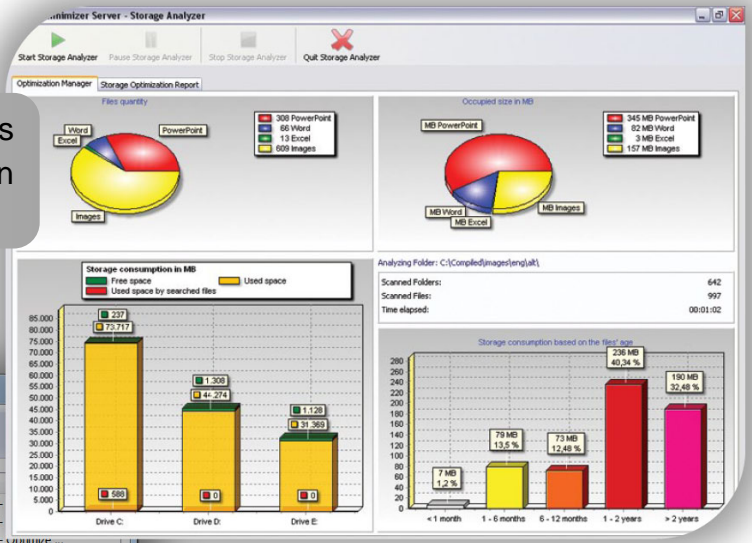 nimizer Server - Storage Analyzer
Start Storage Analyzer Pause Storage Analyzer Stop Storage Analyzer Quit Storage Analyzer
Optimization Manager Storage Optimization Report
s
n
Files quantity
Word
Excel
PowerPoint
Images
308 PowerPoint
66 Word
13 Excel
609 Images
Occupied size in MB
MB PowerPoint
MB Word
MB Excel
MB Images
345 MB PowerPoint
82 MB Word
3 MB Excel
157 MB Images
Storage consumption in MB
Free space Used space
Used space by searched files
85.000
80.000
75.000
70.000
65.000
60.000
55.000
50.000
45.000
40.000
35.000
30.000
25.000
20.000
15.000
10.000
5.000
0
237
73.717
588
1.308
44.274
0
1.128
31.369
0
Drive C: Drive D: Drive E:
Analyzing Folder: C:\Compiled\images\eng\alt\
Scanned Folders: 642
Scanned Files: 997
Time elapsed: 00:01:02
Storage consumption based on the files' age
280
260
240
220
200
180
160
140
120
100
80
60
40
20
0
7 MB
1,2 %
79 MB
13,5 %
73 MB
12,48 %
236 MB
40,34 %
190 MB
32,48 %
< 1 month 1 - 6 months 6 - 12 months 1 - 2 years > 2 years